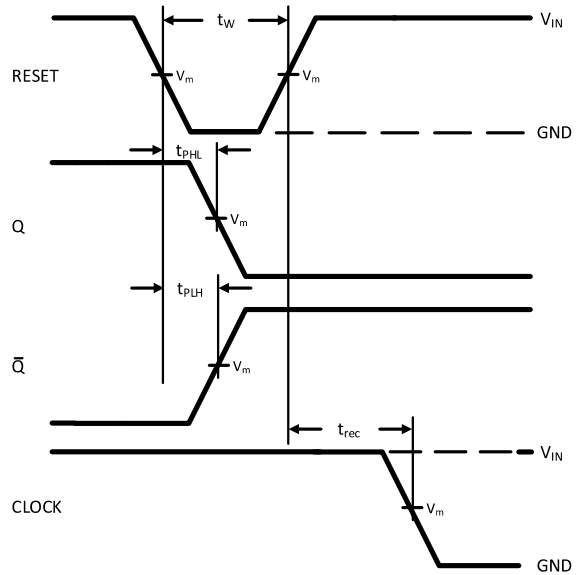 t_W V_IN
RESET V_m V_m
GND
t_PHL
Q V_m
t_PLH
Q̅ V_m
t_rec
V_IN
CLOCK V_m
GND